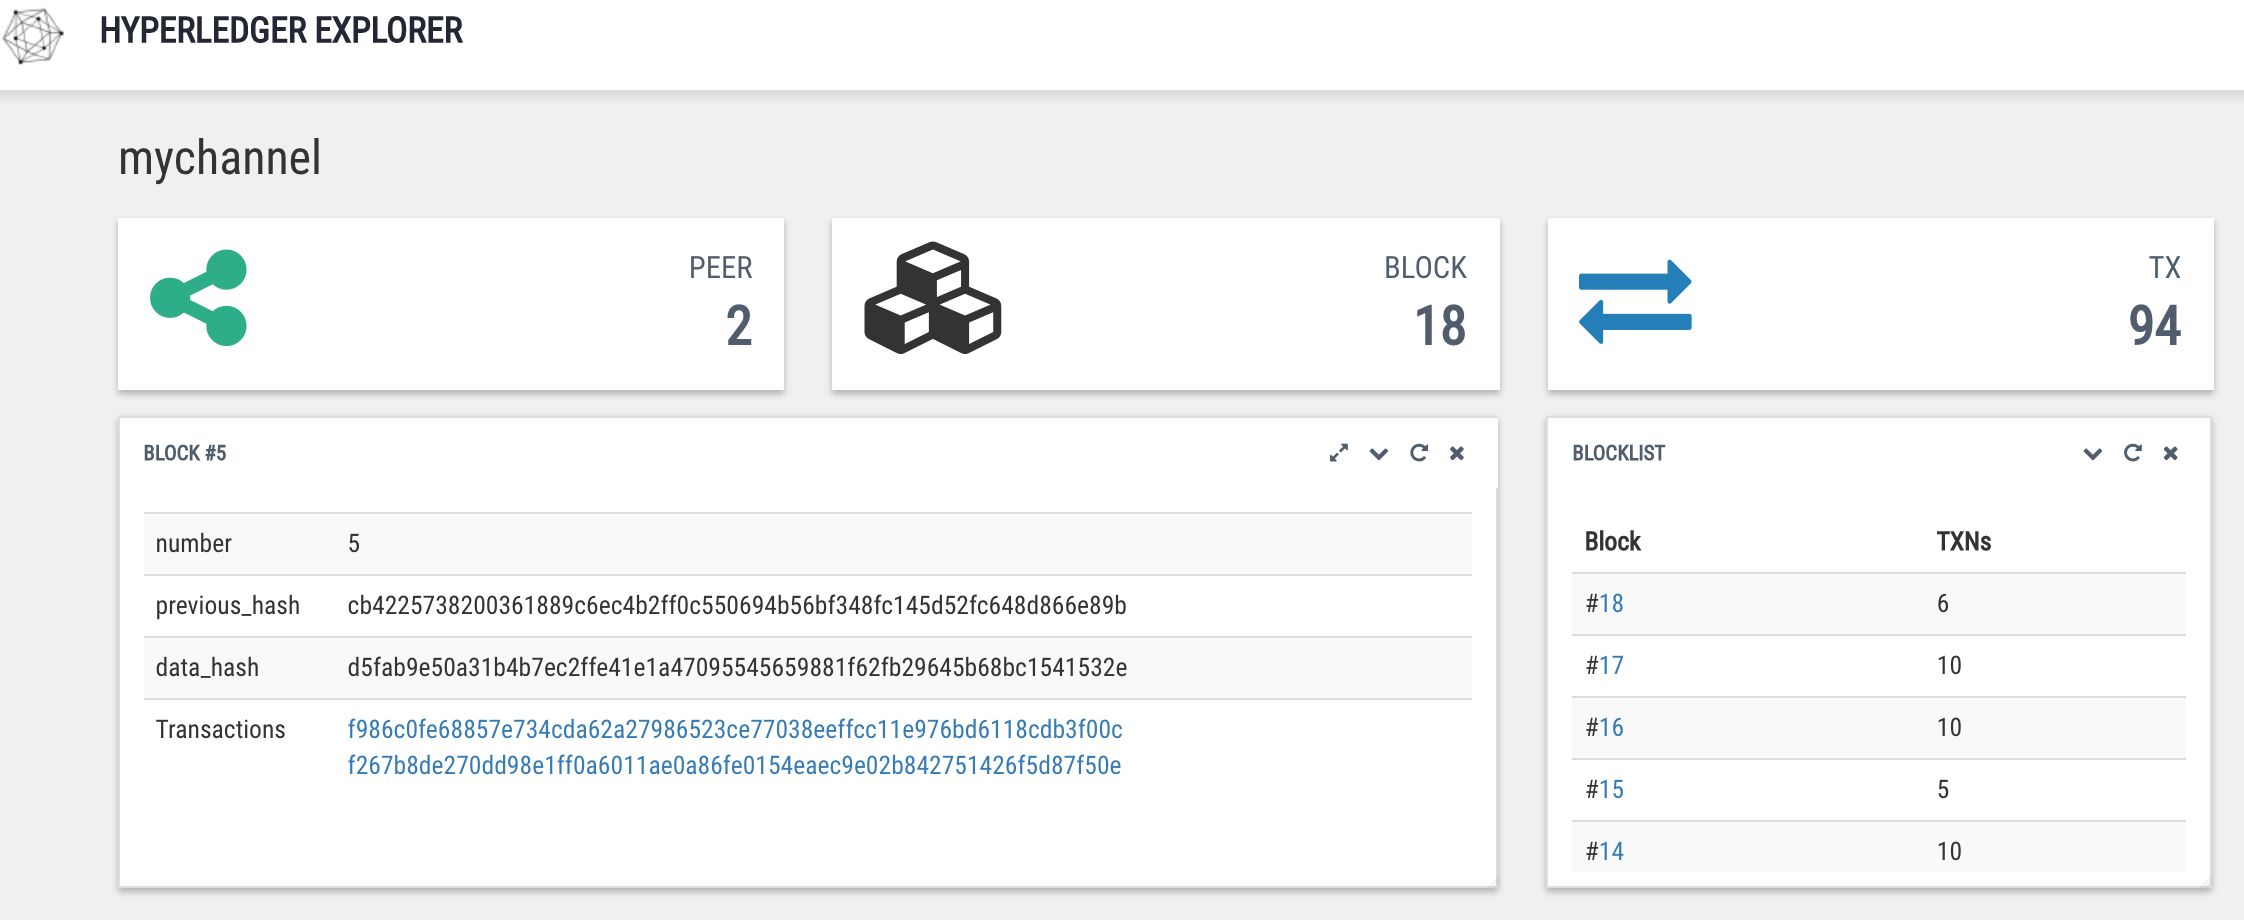 HYPERLEDGER EXPLORER
mychannel
PEER
2
BLOCK
18
TX
94
BLOCK #5
number 5
previous_hash cb4225738200361889c6ec4b2ff0c550694b56bf348fc145d52fc648d866e89b
data_hash d5fab9e50a31b4b7ec2ffe41e1a47095545659881f62fb29645b68bc1541532e
Transactions f986c0fe68857e734cda62a27986523ce77038eeffcc11e976bd6118cdb3f00c
f267b8de270dd98e1ff0a6011ae0a86fe0154eaec9e02b842751426f5d87f50e
BLOCKLIST
Block TXNs
#18 6
#17 10
#16 10
#15 5
#14 10